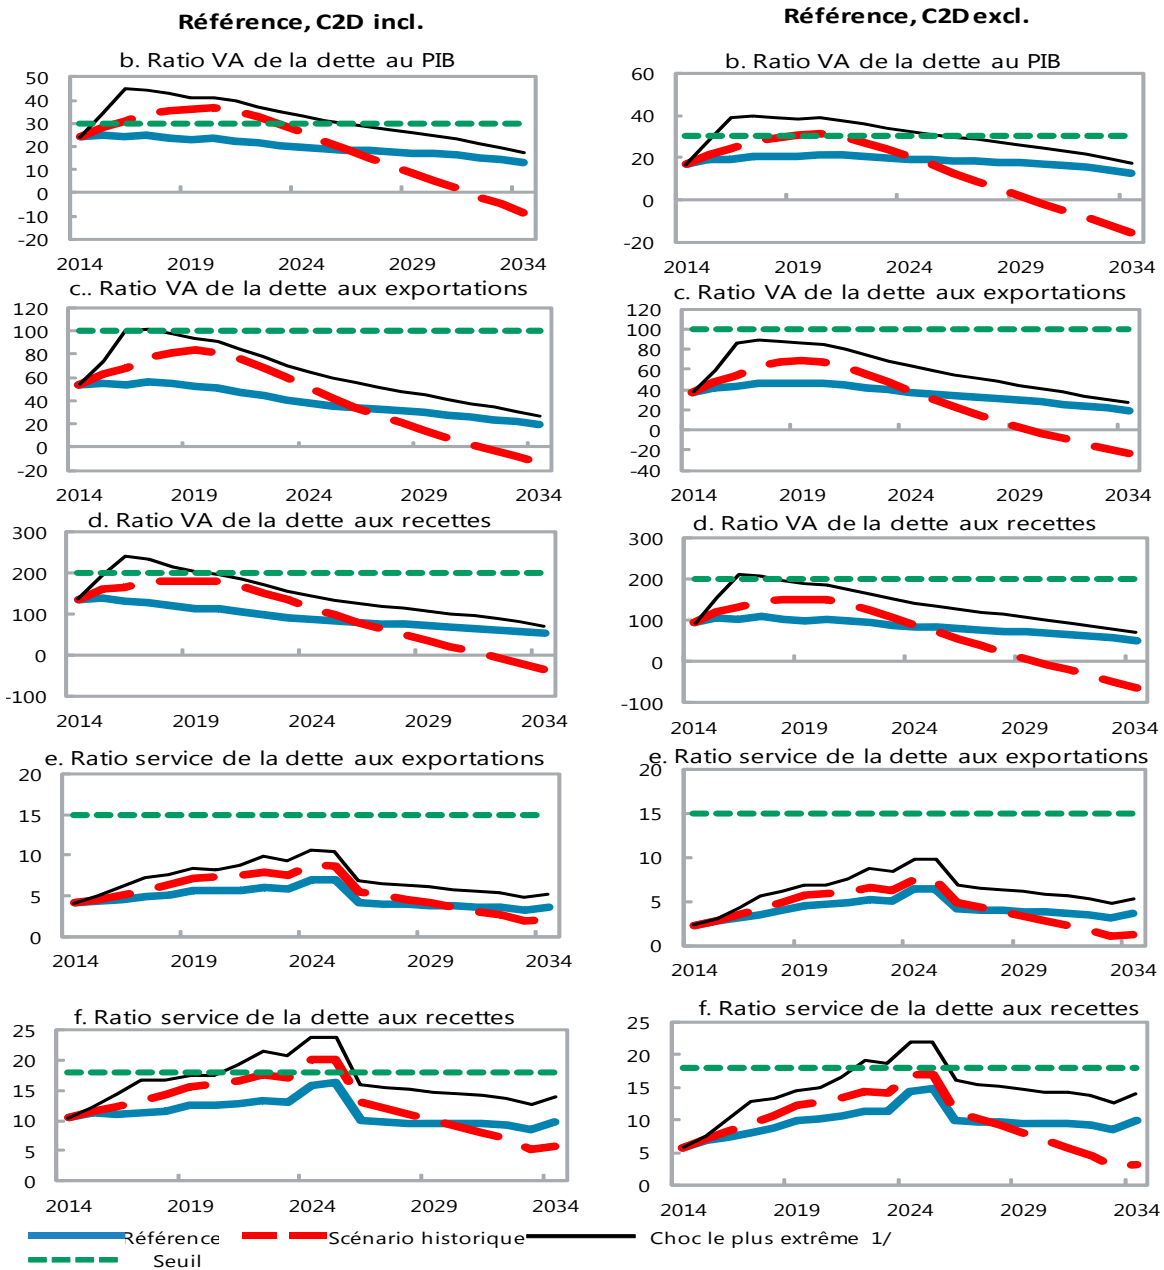 Référence, C2D incl.
b. Ratio VA de la dette au PIB
50
40
30
20
10
0
-10
-20
2014 2019 2024 2029 2034
c.. Ratio VA de la dette aux exportations
120
100
80
60
40
20
0
-20
2014 2019 2024 2029 2034
d. Ratio VA de la dette aux recettes
300
200
100
0
-100
2014 2019 2024 2029 2034
e. Ratio service de la dette aux exportations
20
15
10
5
0
2014 2019 2024 2029 2034
f. Ratio service de la dette aux recettes
25
20
15
10
5
0
2014 2019 2024 2029 2034
Référence, C2D excl.
b. Ratio VA de la dette au PIB
60
40
20
0
-20
2014 2019 2024 2029 2034
c. Ratio VA de la dette aux exportations
120
100
80
60
40
20
0
-20
-40
2014 2019 2024 2029 2034
d. Ratio VA de la dette aux recettes
300
200
100
0
-100
2014 2019 2024 2029 2034
e. Ratio service de la dette aux exportations
20
15
10
5
0
2014 2019 2024 2029 2034
f. Ratio service de la dette aux recettes
25
20
15
10
5
0
2014 2019 2024 2029 2034
Référence Scénario historique Choc le plus extrême 1/
Seuil